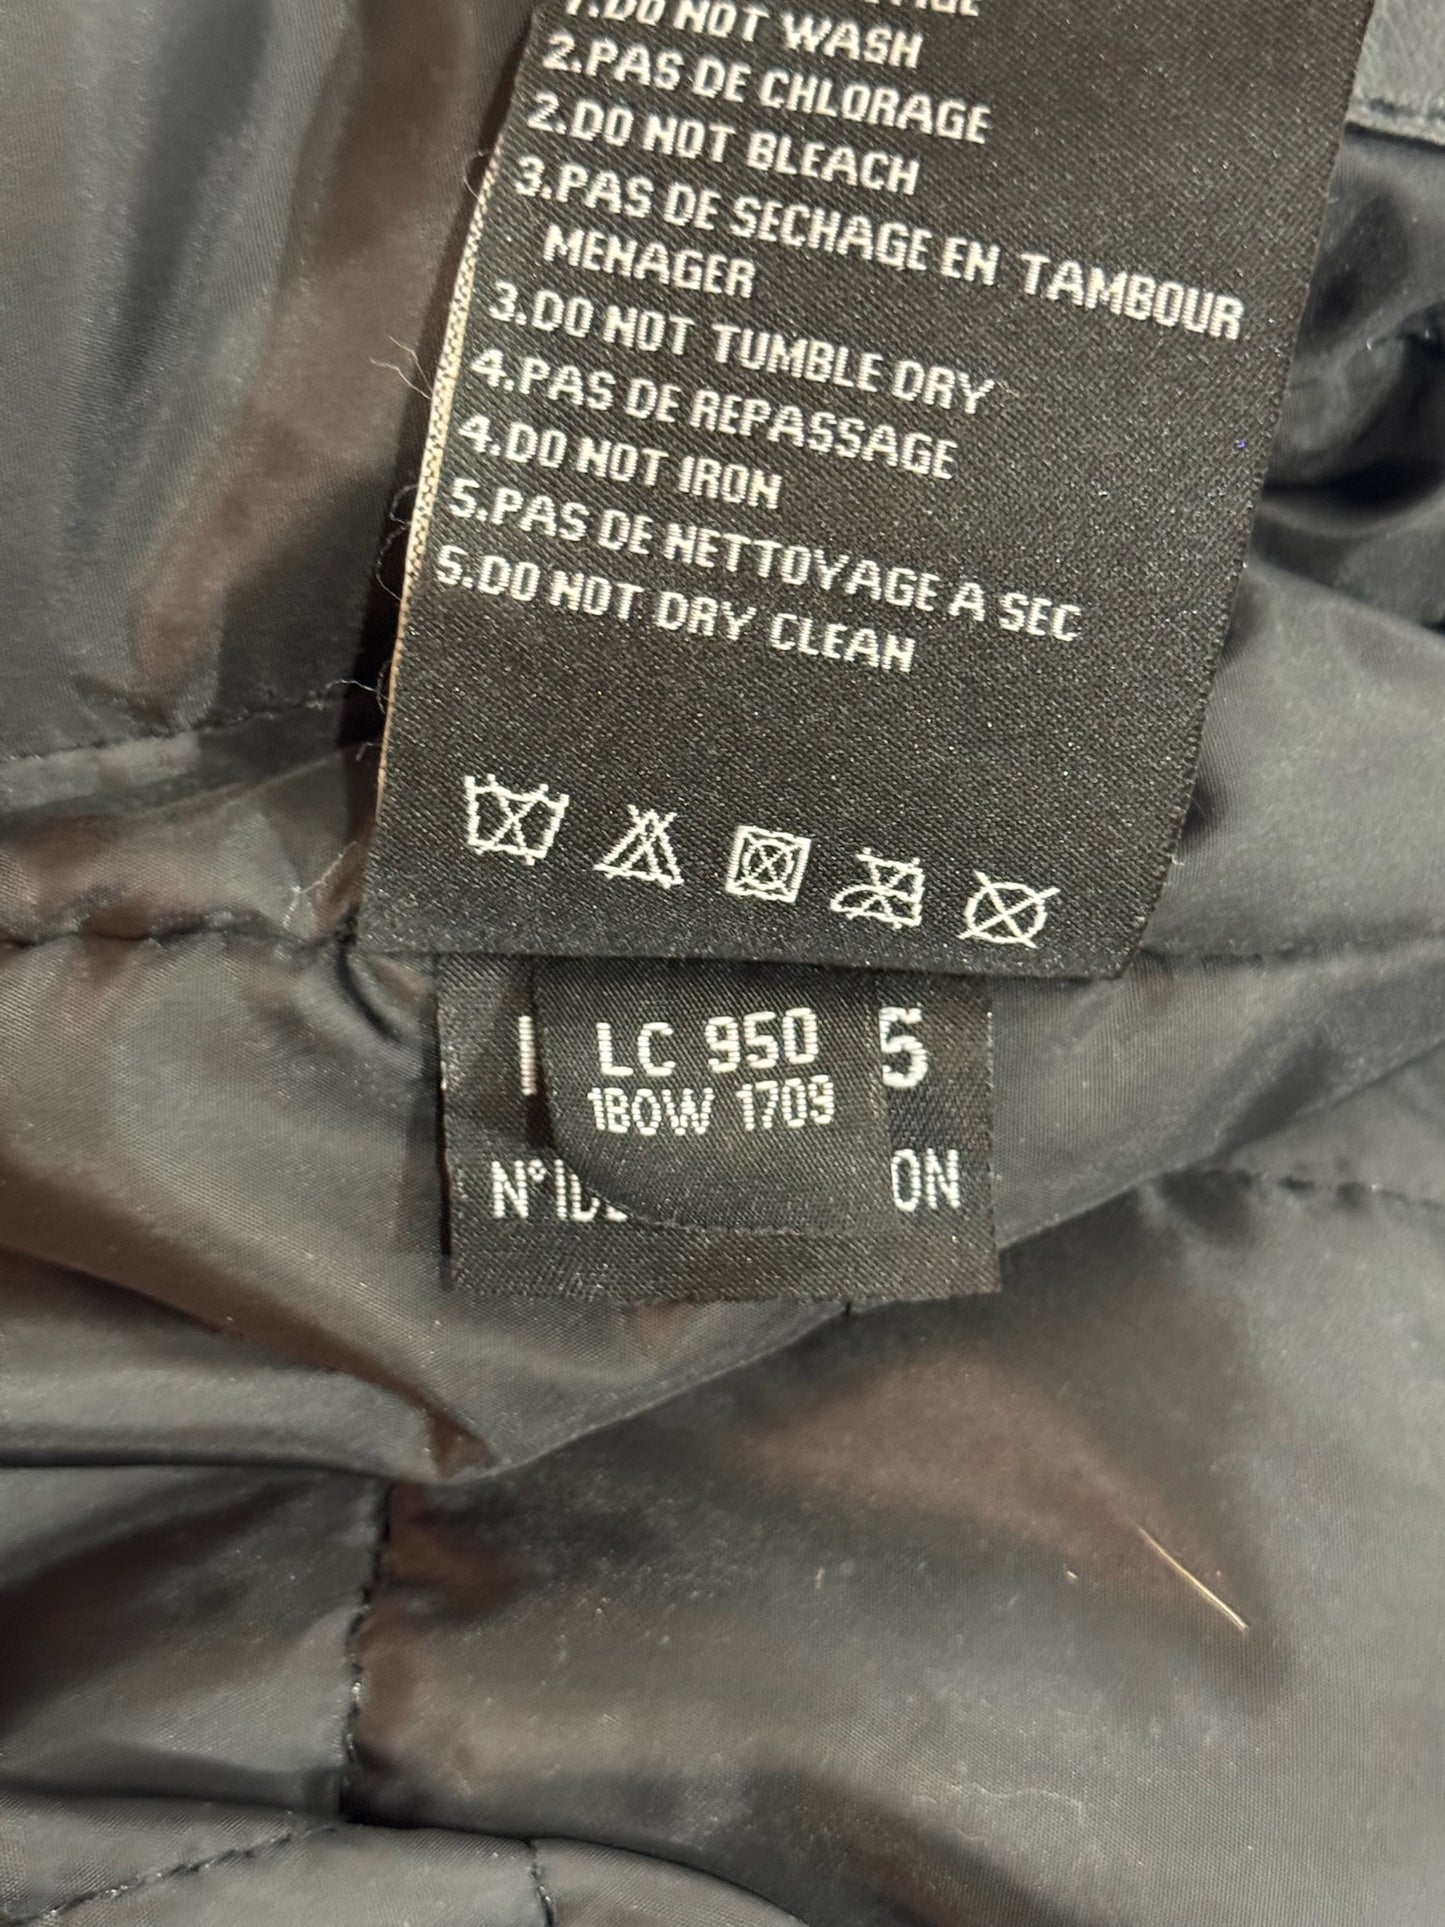 1.DO NOT WASH
2.PAS DE CHLORAGE
2.DO NOT BLEACH
3.PAS DE SECHAGE EN TAMBOUR
MENAGER
3.DO NOT TUMBLE DRY
4.PAS DE REPASSAGE
4.DO NOT IRON
5.PAS DE NETTOYAGE A SEC
5.DO NOT DRY CLEAN
LC 950 5
1BOW 1709
N° ON